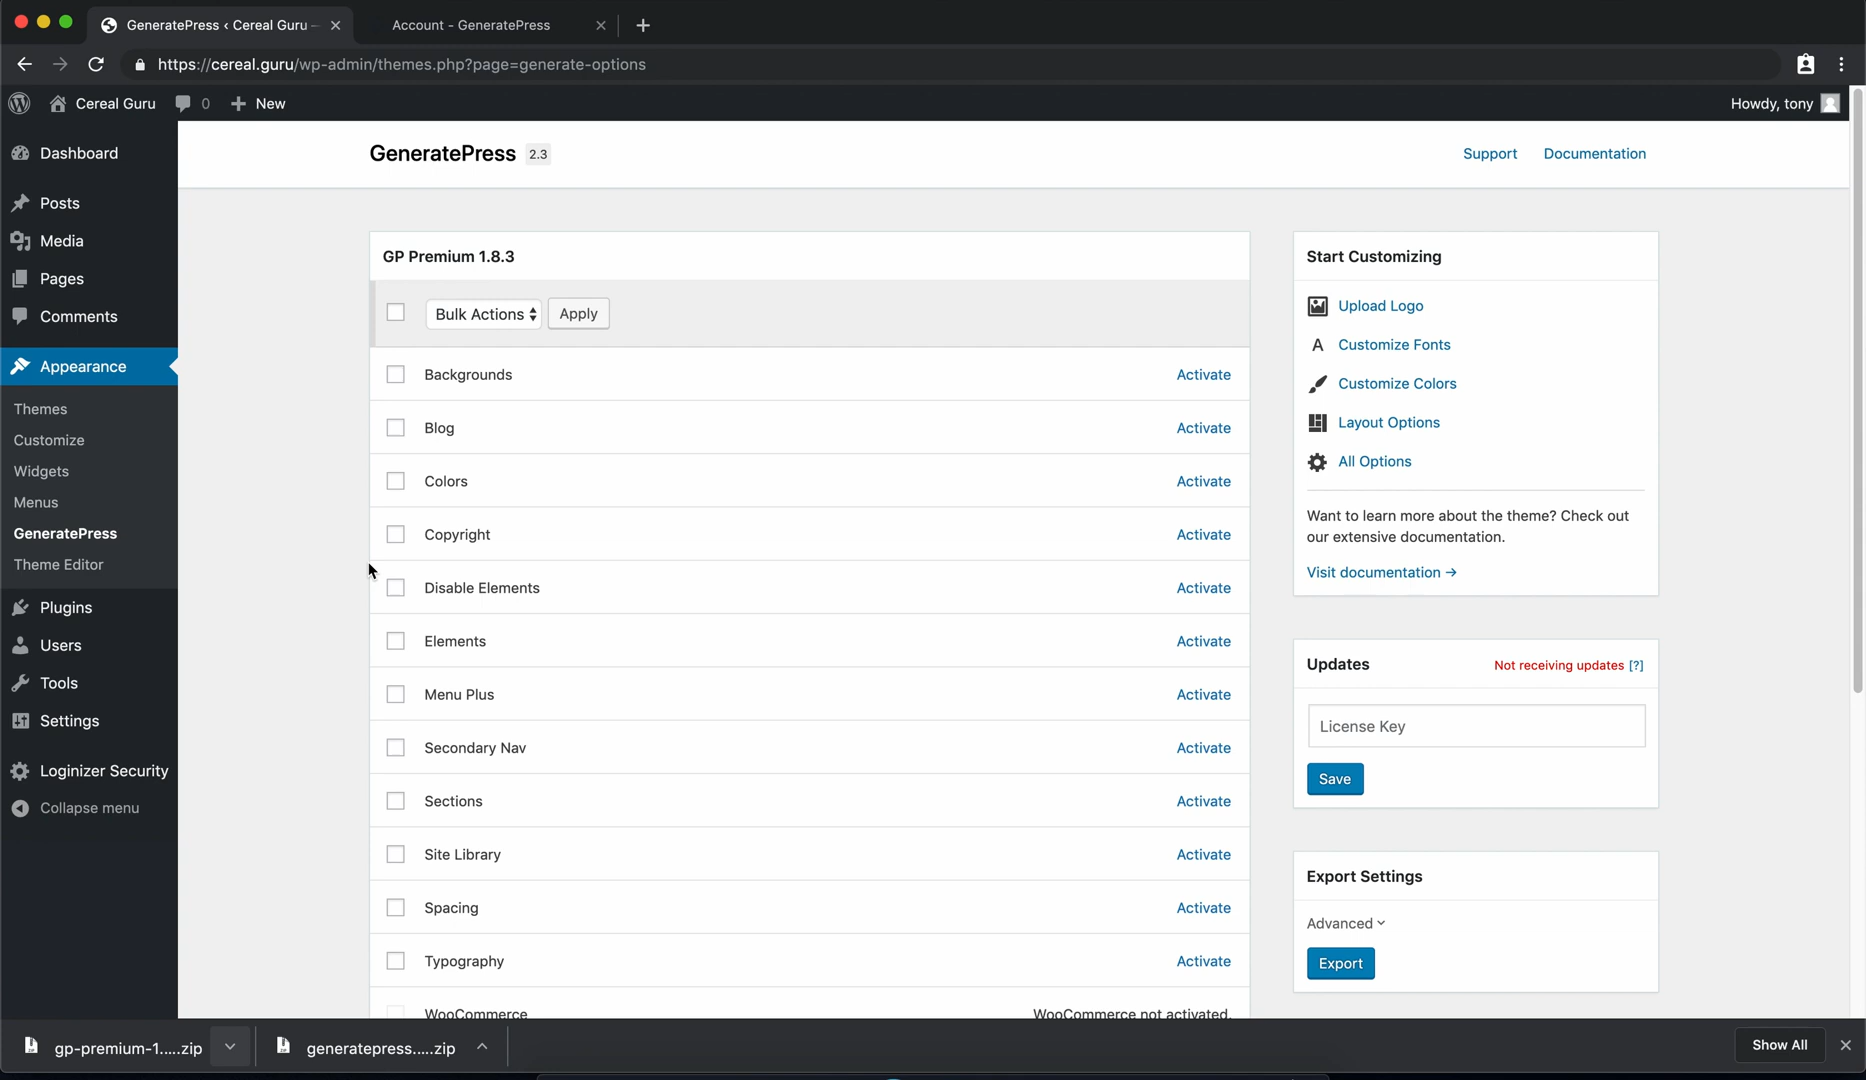 GeneratePress ‹ Cereal Guru –
Account - GeneratePress
https://cereal.guru/wp-admin/themes.php?page=generate-options
Cereal Guru
0
New
Howdy, tony
Dashboard
Posts
Media
Pages
Comments
Appearance
Themes
Customize
Widgets
Menus
GeneratePress
Theme Editor
Plugins
Users
Tools
Settings
Loginizer Security
Collapse menu
GeneratePress 2.3
Support
Documentation
GP Premium 1.8.3
Bulk Actions
Apply
Backgrounds Activate
Blog Activate
Colors Activate
Copyright Activate
Disable Elements Activate
Elements Activate
Menu Plus Activate
Secondary Nav Activate
Sections Activate
Site Library Activate
Spacing Activate
Typography Activate
WooCommerce WooCommerce not activated.
Start Customizing
Upload Logo
Customize Fonts
Customize Colors
Layout Options
All Options
Want to learn more about the theme? Check out
our extensive documentation.
Visit documentation →
Updates Not receiving updates [?]
License Key
Save
Export Settings
Advanced
Export
gp-premium-1.....zip
generatepress.....zip
Show All